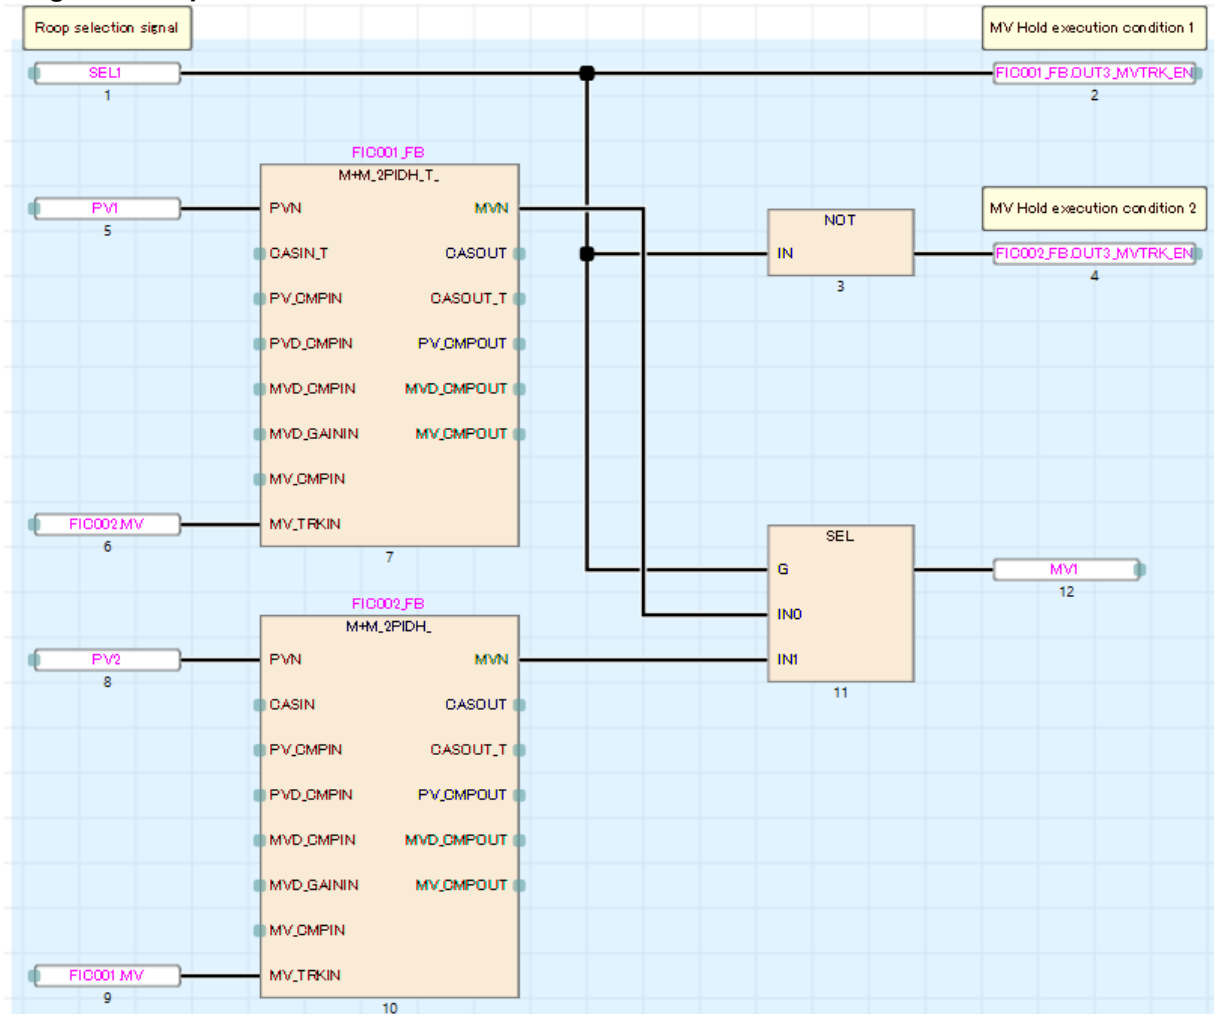 Roop selection signal
MV Hold execution condition 1
SEL1
1
FIC001_FB.OUT3_MVTRK_EN
2
FIC001_FB
M+M_2PIDH_T_
PV1
5
PVN
MVN
CASIN_T
CASOUT
PV_CMPIN
CASOUT_T
PVD_CMPIN
PV_CMPOUT
MVD_CMPIN
MVD_CMPOUT
MVD_GAININ
MV_CMPOUT
MV_CMPIN
FIC002.MV
6
MV_TRKIN
7
MV Hold execution condition 2
NOT
IN
3
FIC002_FB.OUT3_MVTRK_EN
4
SEL
G
IN0
IN1
11
MV1
12
FIC002_FB
M+M_2PIDH_
PV2
8
PVN
MVN
CASIN
CASOUT
PV_CMPIN
CASOUT_T
PVD_CMPIN
PV_CMPOUT
MVD_CMPIN
MVD_CMPOUT
MVD_GAININ
MV_CMPOUT
MV_CMPIN
FIC001.MV
9
MV_TRKIN
10